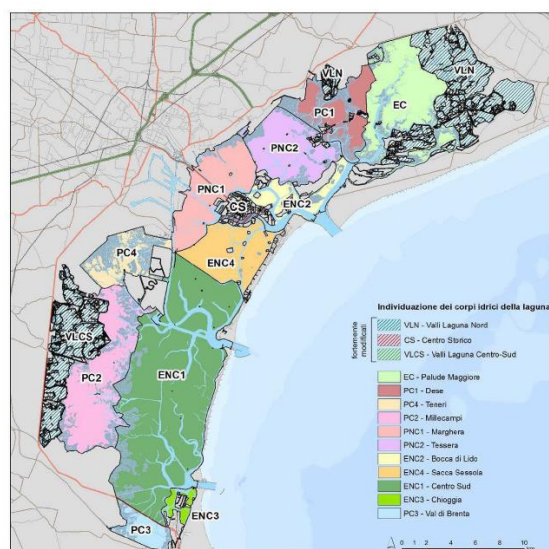 VLN
VLN
PC1
EC
PNC2
PNC1
CS
ENC2
ENC4
PC4
VLCS
PC2
ENC1
ENC3
PC3
Individuazione dei corpi idrici della laguna
fortemente
modificati
VLN - Valli Laguna Nord
CS - Centro Storico
VLCS - Valli Laguna Centro-Sud
EC - Palude Maggiore
PC1 - Dese
PC4 - Teneri
PC2 - Millecampi
PNC1 - Marghera
PNC2 - Tessera
ENC2 - Bocca di Lido
ENC4 - Sacca Sessola
ENC1 - Centro Sud
ENC3 - Chioggia
PC3 - Val di Brenta
0 2 4 6 8 10